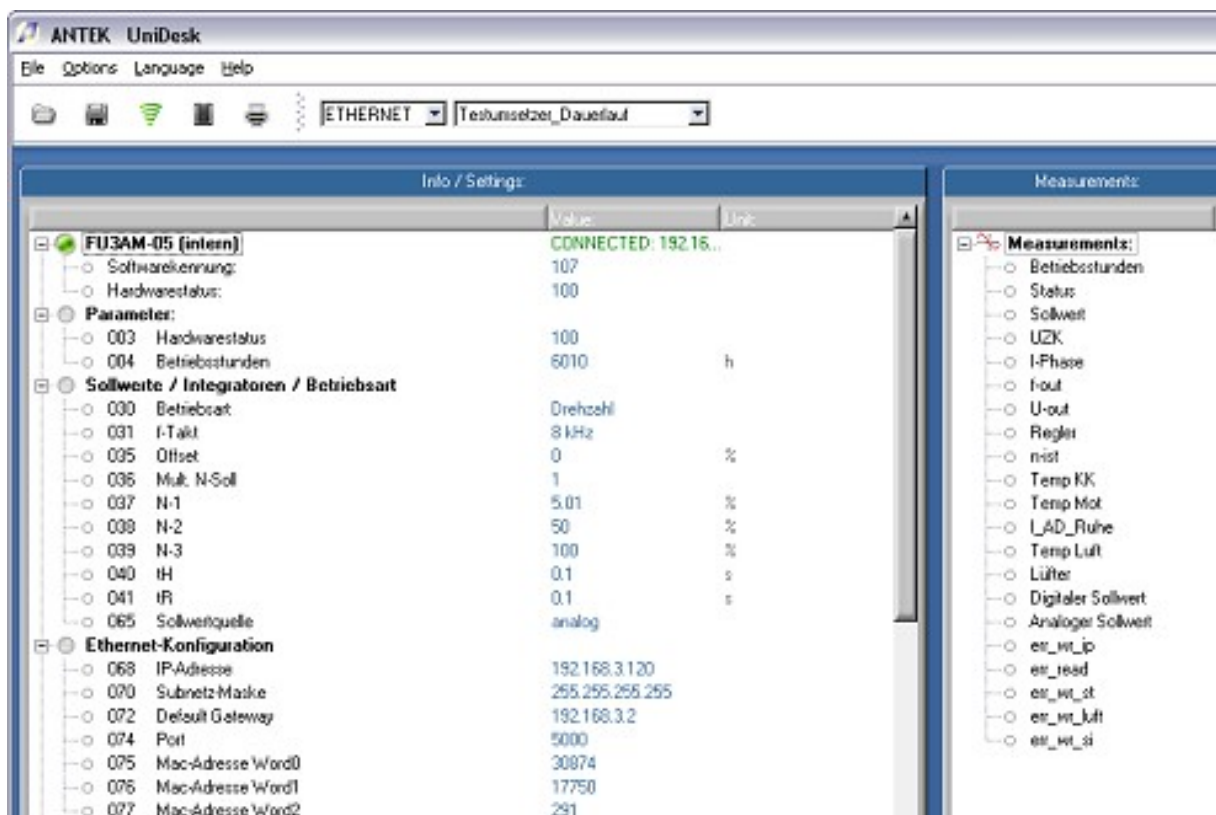 ANTEK UniDesk
File Options Language Help
ETHERNET Testumsetzer_Dauerlauf
Info / Settings:
Value: Unit:
FU3AM-05 (intern) CONNECTED: 192.16...
Softwarekennung: 107
Hardwarestatus: 100
Parameter:
003 Hardwarestatus 100
004 Betriebsstunden 6010 h
Sollwerte / Integratoren / Betriebsart
030 Betriebsart Drehzahl
031 f-Takt 8 kHz
035 Offset 0 %
036 Mult. N-Soll 1
037 N-1 5.01 %
038 N-2 50 %
039 N-3 100 %
040 tH 0.1 s
041 tR 0.1 s
065 Sollwertquelle analog
Ethernet-Konfiguration
068 IP-Adresse 192.168.3.120
070 Subnetz-Maske 255.255.255.255
072 Default Gateway 192.168.3.2
074 Port 5000
075 Mac-Adresse Word0 30874
076 Mac-Adresse Word1 17750
077 Mac-Adresse Word2 291
Measurements:
Measurements:
Betriebsstunden
Status
Sollwert
UZK
I-Phase
f-out
U-out
Regler
n-ist
Temp KK
Temp Mot
I_AD_Ruhe
Temp Luft
Lüfter
Digitaler Sollwert
Analoger Sollwert
err_wr_ip
err_read
err_wr_st
err_wr_luft
err_wr_si